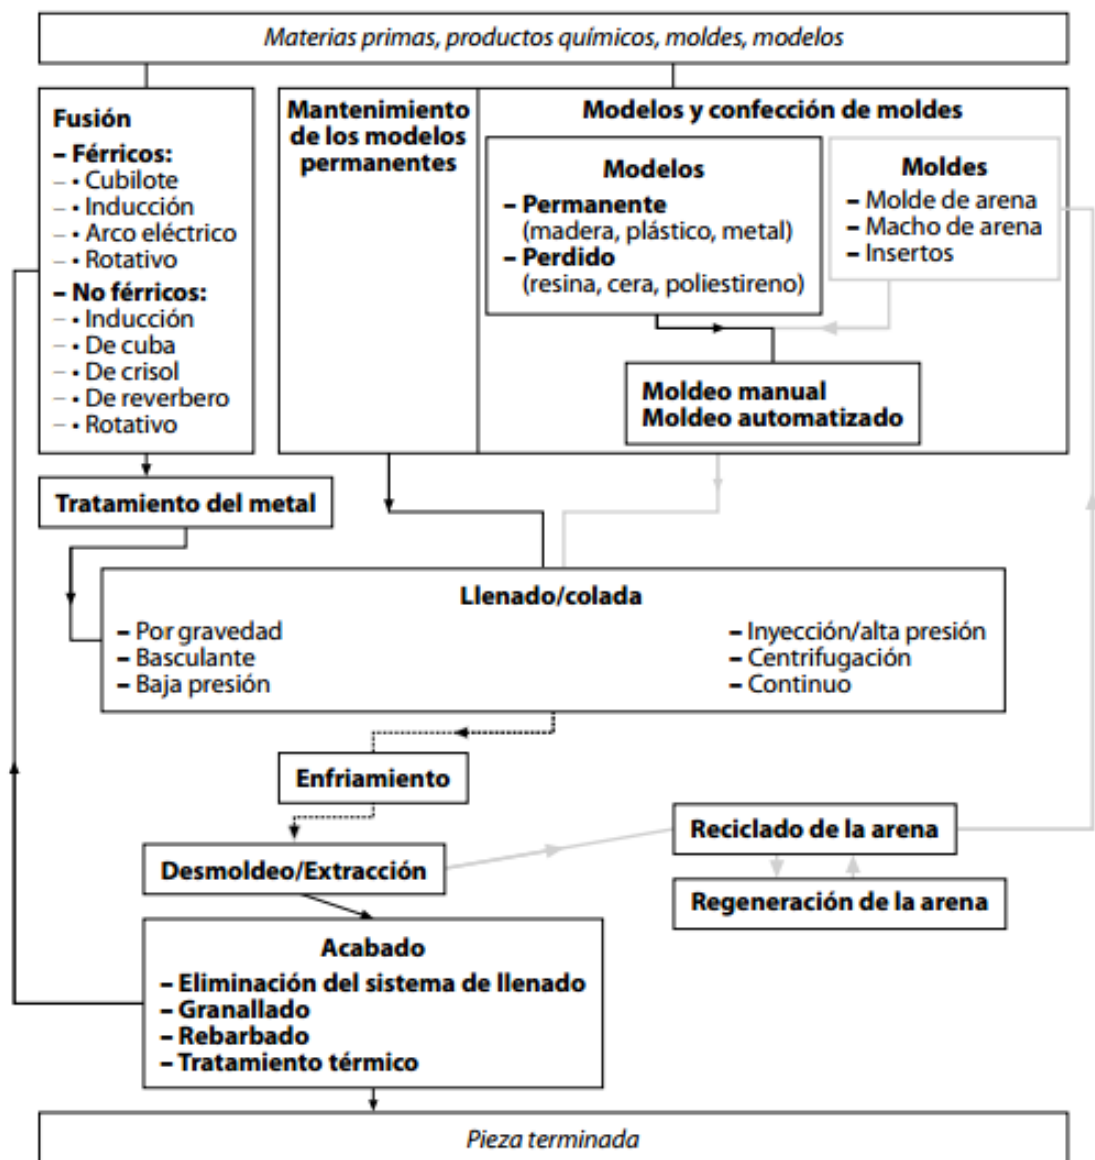 Materias primas, productos químicos, moldes, modelos
Fusión
– Férricos:
– • Cubilote
– • Inducción
– • Arco eléctrico
– • Rotativo
– No férricos:
– • Inducción
– • De cuba
– • De crisol
– • De reverbero
– • Rotativo
Mantenimiento
de los modelos
permanentes
Modelos y confección de moldes
Modelos
– Permanente
(madera, plástico, metal)
– Perdido
(resina, cera, poliestireno)
Moldes
– Molde de arena
– Macho de arena
– Insertos
Moldeo manual
Moldeo automatizado
Tratamiento del metal
Llenado/colada
– Por gravedad
– Basculante
– Baja presión
– Inyección/alta presión
– Centrifugación
– Continuo
Enfriamiento
Desmoldeo/Extracción
Reciclado de la arena
Regeneración de la arena
Acabado
– Eliminación del sistema de llenado
– Granallado
– Rebarbado
– Tratamiento térmico
Pieza terminada